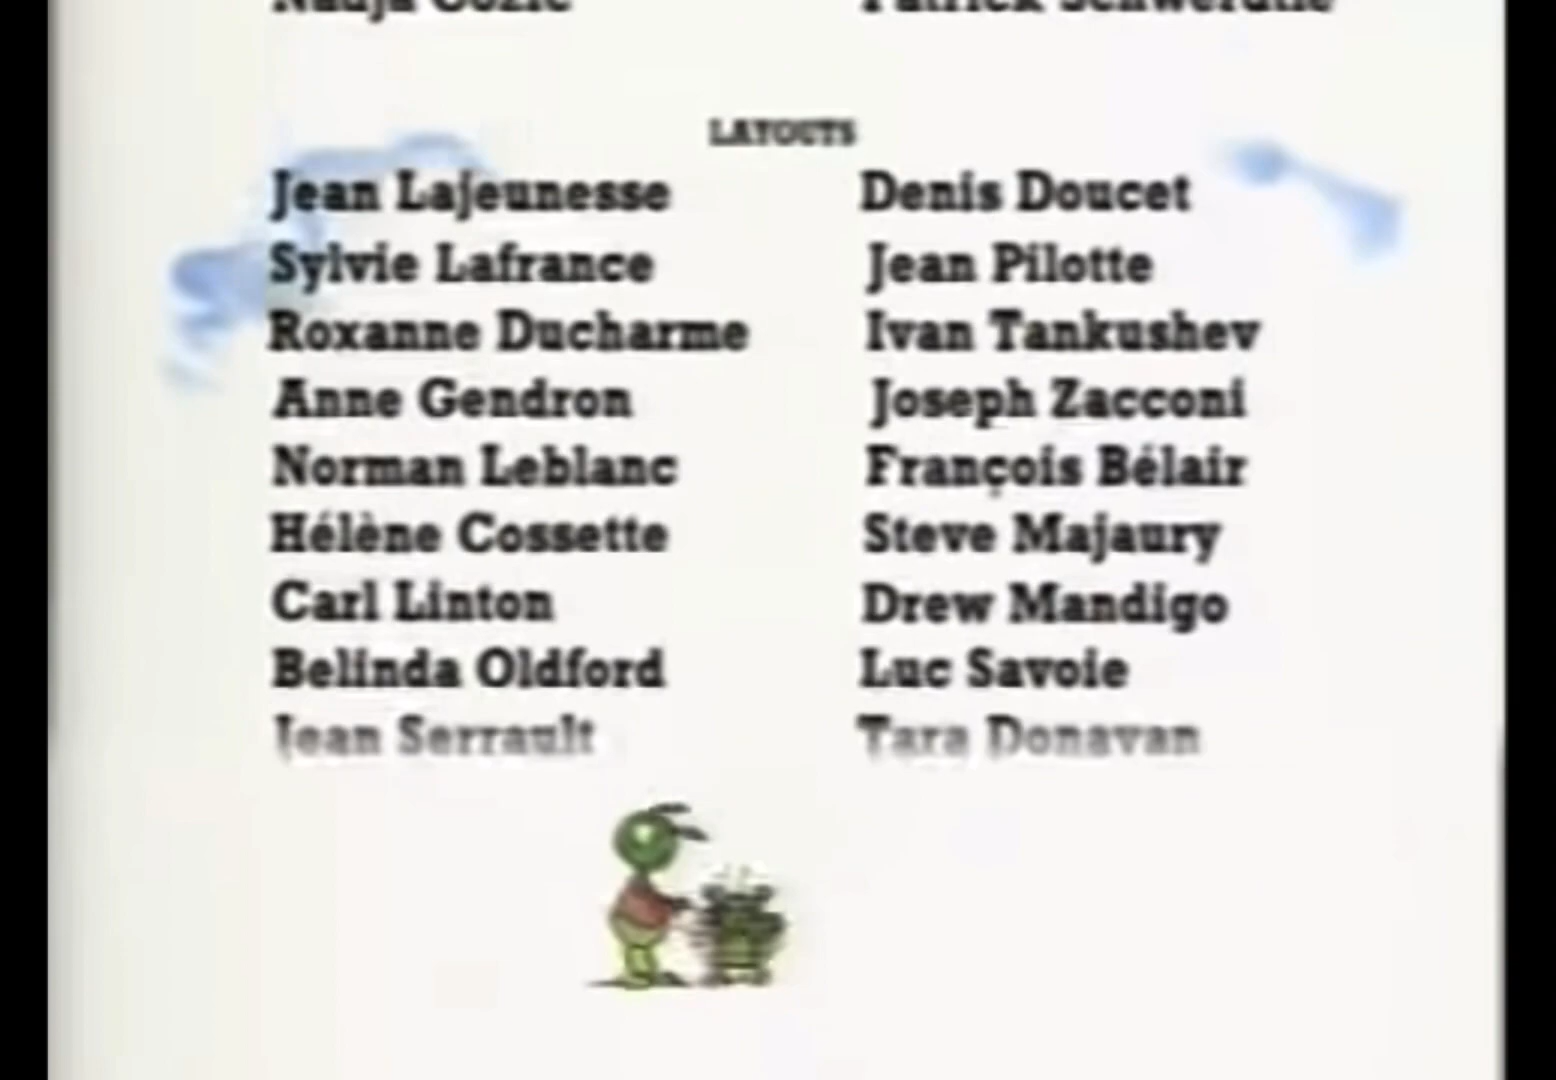 LAYOUTS
Jean Lajeunesse Denis Doucet
Sylvie Lafrance Jean Pilotte
Roxanne Ducharme Ivan Tankushev
Anne Gendron Joseph Zacconi
Norman Leblanc François Bélair
Hélène Cossette Steve Majaury
Carl Linton Drew Mandigo
Belinda Oldford Luc Savoie
Jean Serrault Tara Donavan